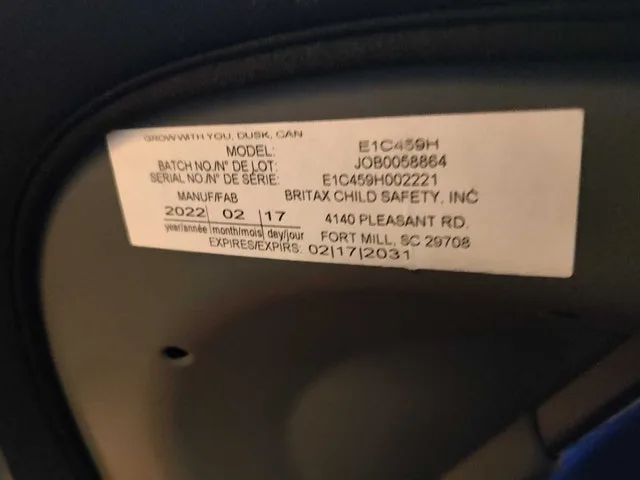 GROW WITH YOU, DUSK, CAN
MODEL: E1C459H
BATCH NO./N° DE LOT: JOB0058864
SERIAL NO./N° DE SÉRIE: E1C459H002221
MANUF/FAB BRITAX CHILD SAFETY, INC
2022 | 02 | 17 4140 PLEASANT RD.
year/année | month/mois | day/jour FORT MILL, SC 29708
EXPIRES/EXPIRS: 02|17|2031